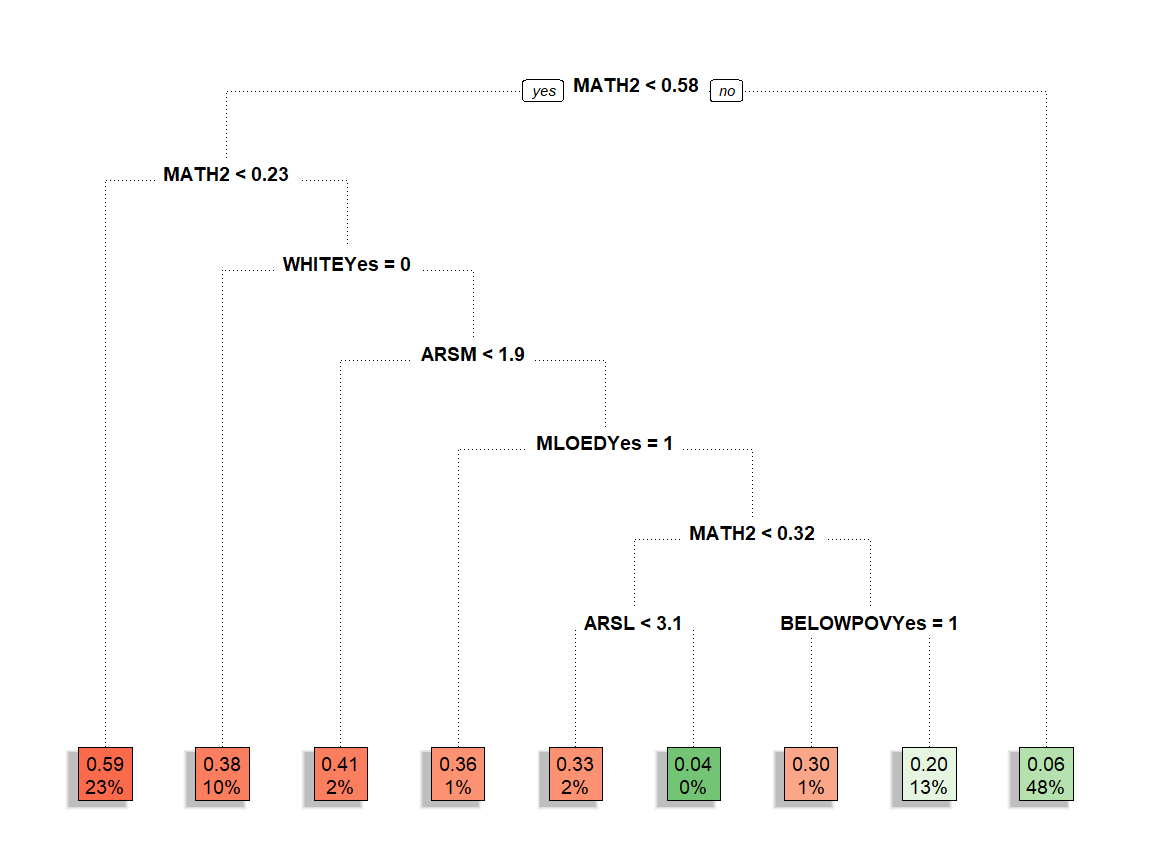 yes MATH2 < 0.58 no
MATH2 < 0.23
WHITEYes = 0
ARSM < 1.9
MLOEDYes = 1
MATH2 < 0.32
ARSL < 3.1 BELOWPOVYes = 1
0.59 0.38 0.41 0.36 0.33 0.04 0.30 0.20 0.06
23% 10% 2% 1% 2% 0% 1% 13% 48%